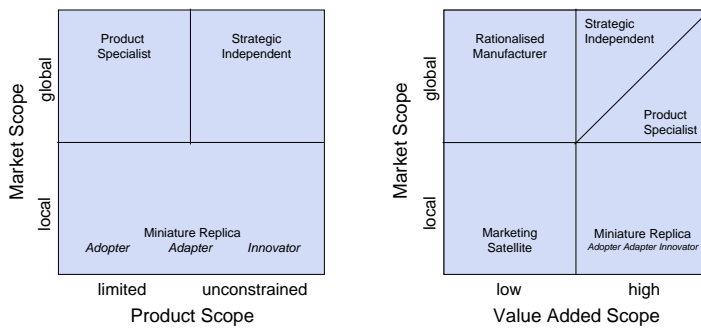 Product
Specialist
Strategic
Independent
global
Market Scope
local
Miniature Replica
Adopter Adapter Innovator
limited unconstrained
Product Scope
Rationalised
Manufacturer
Strategic
Independent
Product
Specialist
global
Market Scope
local
Marketing
Satellite
Miniature Replica
Adopter Adapter Innovator
low high
Value Added Scope